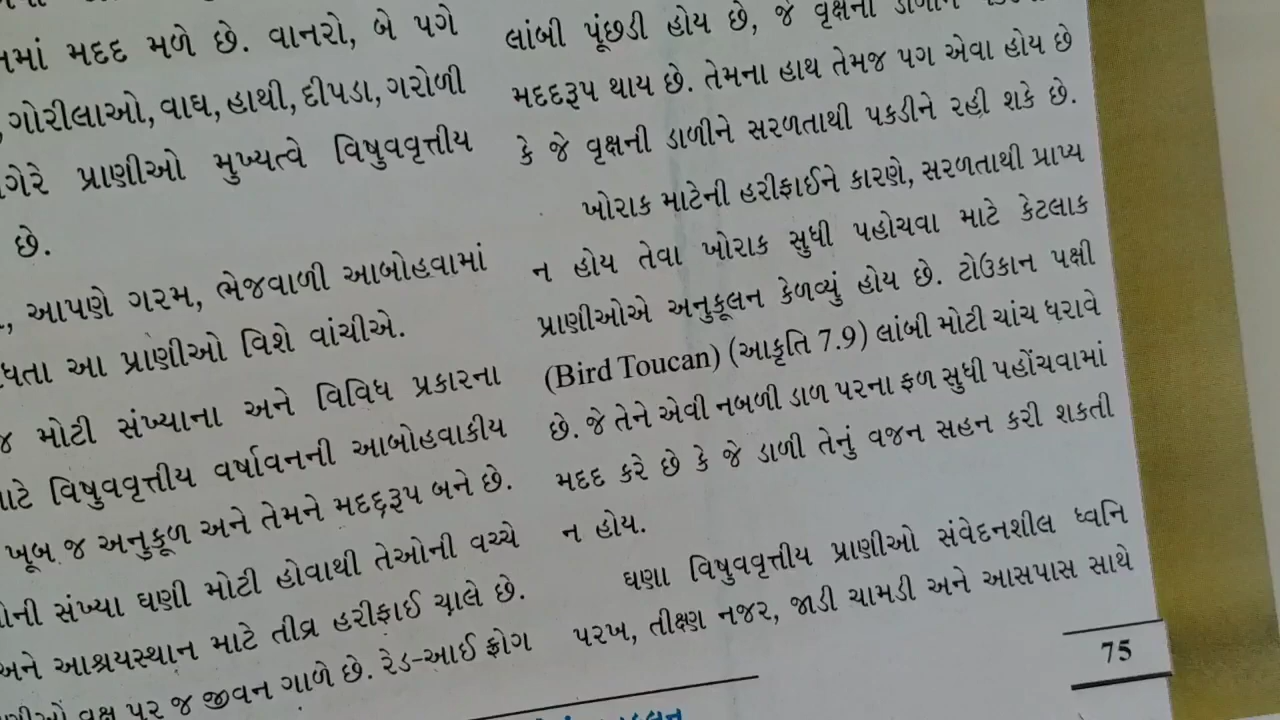 મદદ મળે છે. વાનરો, બે પગે
ગોરીલાઓ, વાઘ, હાથી, દીપડા, ગરોળી
પ્રાણીઓ મુખ્યત્વે વિષુવવૃત્તીય
છે.
આપણે ગરમ, ભેજવાળી આબોહવામાં
આ પ્રાણીઓ વિશે વાંચીએ.
મોટી સંખ્યાના અને વિવિધ પ્રકારના
વિષુવવૃત્તીય વર્ષાવનની આબોહવાકીય
ખૂબ જ અનુકૂળ અને તેમને મદદરૂપ બને છે.
સંખ્યા ઘણી મોટી હોવાથી તેઓની વચ્ચે
અને આશ્રયસ્થાન માટે તીવ્ર હરીફાઈ ચાલે છે.
પર જ જીવન ગાળે છે. રેડ-આઈ ફ્રોગ
લાંબી પૂંછડી હોય છે, જે વૃક્ષની
મદદરૂપ થાય છે. તેમના હાથ તેમજ પગ એવા હોય છે
કે જે વૃક્ષની ડાળીને સરળતાથી પકડીને રહી શકે છે.
ખોરાક માટેની હરીફાઈને કારણે, સરળતાથી પ્રાપ્ય
ન હોય તેવા ખોરાક સુધી પહોચવા માટે કેટલાક
પ્રાણીઓએ અનુકૂલન કેળવ્યું હોય છે. ટોઉકાન પક્ષી
(Bird Toucan) (આકૃતિ 7.9) લાંબી મોટી ચાંચ ધરાવે
છે. જે તેને એવી નબળી ડાળ પરના ફળ સુધી પહોંચવામાં
મદદ કરે છે કે જે ડાળી તેનું વજન સહન કરી શકતી
ન હોય.
ઘણા વિષુવવૃત્તીય પ્રાણીઓ સંવેદનશીલ ધ્વનિ
પરખ, તીક્ષ્ણ નજર, જાડી ચામડી અને આસપાસ સાથે
75